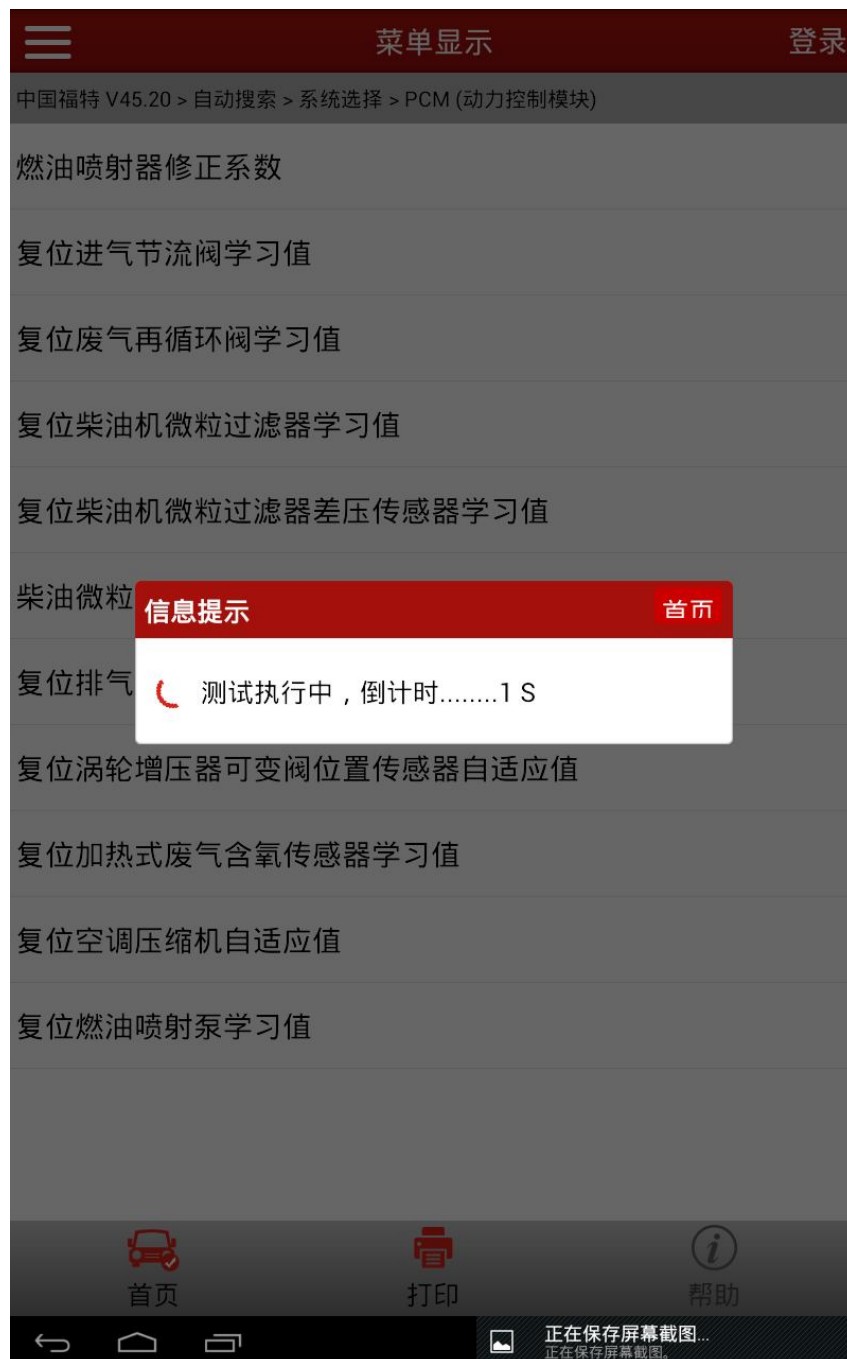 菜单显示
登录
中国福特 V45.20 > 自动搜索 > 系统选择 > PCM (动力控制模块)
燃油喷射器修正系数
复位进气节流阀学习值
复位废气再循环阀学习值
复位柴油机微粒过滤器学习值
复位柴油机微粒过滤器差压传感器学习值
柴油微粒
信息提示
首页
复位排气
测试执行中,倒计时........1 S
复位涡轮增压器可变阀位置传感器自适应值
复位加热式废气含氧传感器学习值
复位空调压缩机自适应值
复位燃油喷射泵学习值
首页
打印
帮助
正在保存屏幕截图...
正在保存屏幕截图。